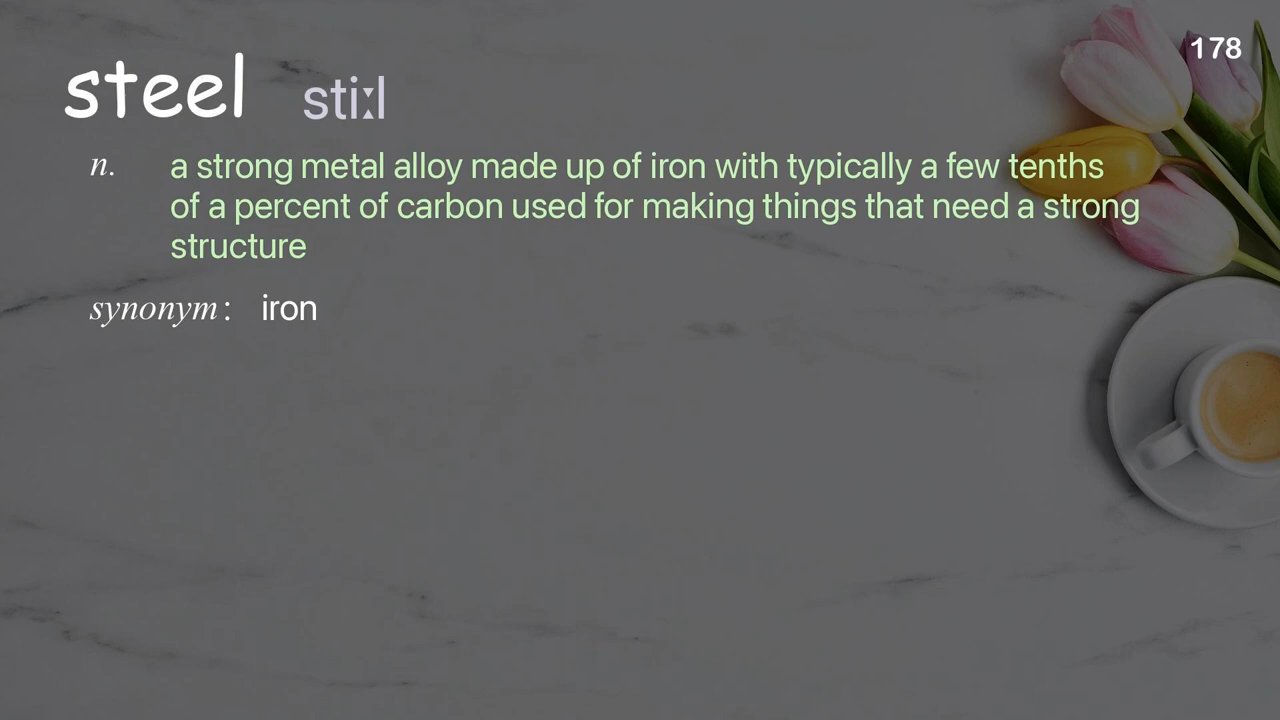 178
steel stiːl
n. a strong metal alloy made up of iron with typically a few tenths
of a percent of carbon used for making things that need a strong
structure
synonym: iron